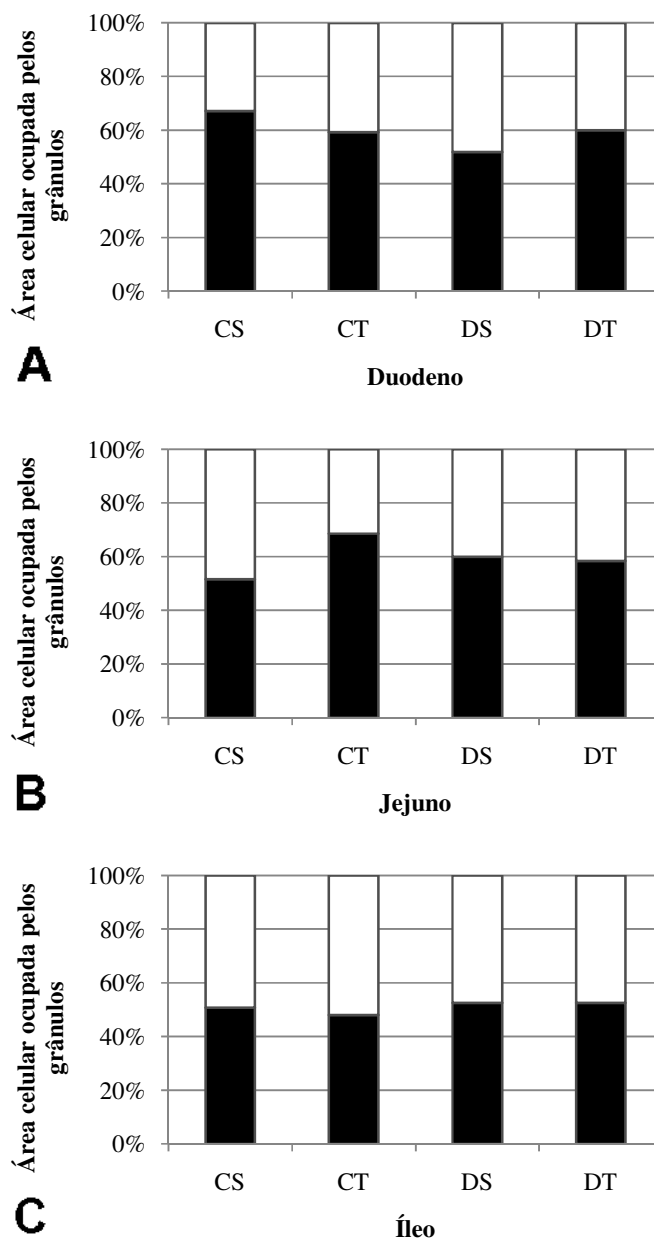 100%
80%
60%
40%
20%
0%
Área celular ocupada pelos
grânulos
CS CT DS DT
A
Duodeno
100%
80%
60%
40%
20%
0%
Área celular ocupada pelos
grânulos
CS CT DS DT
B
Jejuno
100%
80%
60%
40%
20%
0%
Área celular ocupada pelos
grânulos
CS CT DS DT
C
Íleo